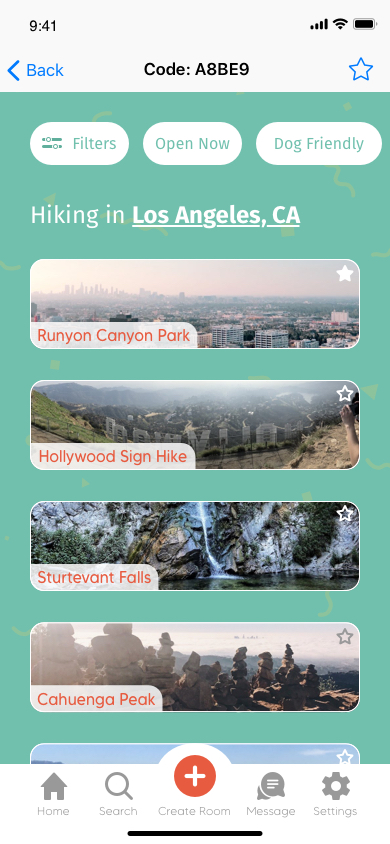 9:41
Back
Code: A8BE9
Filters
Open Now
Dog Friendly
Hiking in Los Angeles, CA
Runyon Canyon Park
Hollywood Sign Hike
Sturtevant Falls
Cahuenga Peak
Home
Search
Create Room
Message
Settings